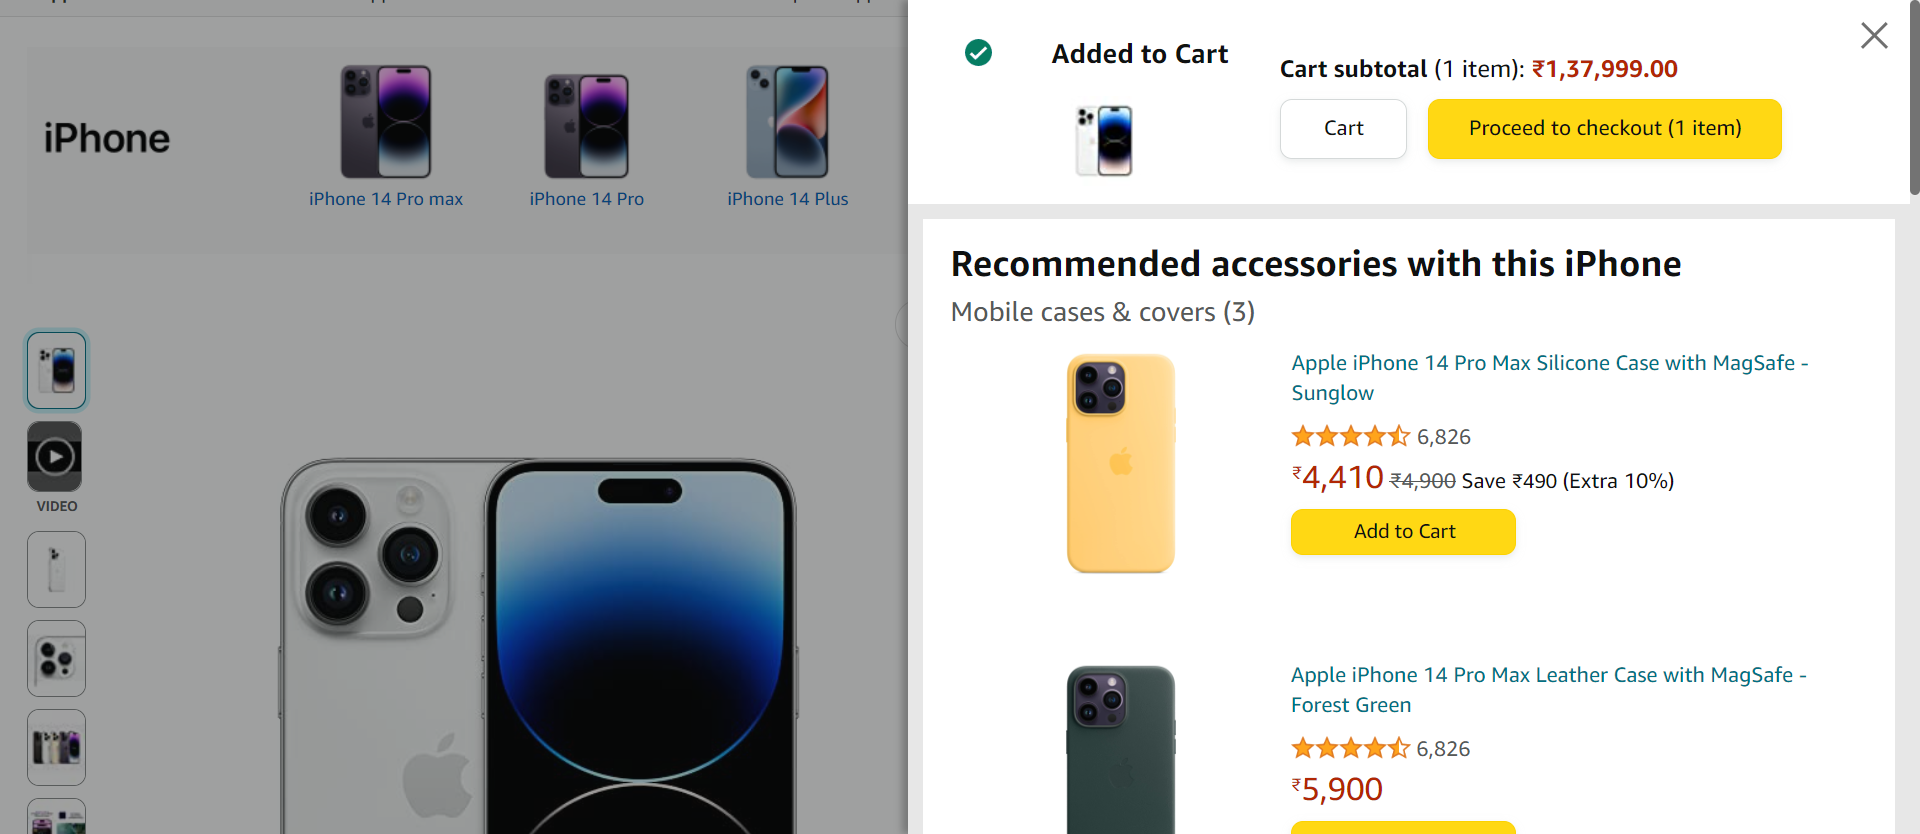 iPhone
iPhone 14 Pro max
iPhone 14 Pro
iPhone 14 Plus
VIDEO
Added to Cart
Cart subtotal (1 item): ₹1,37,999.00
Cart
Proceed to checkout (1 item)
Recommended accessories with this iPhone
Mobile cases & covers (3)
Apple iPhone 14 Pro Max Silicone Case with MagSafe -
Sunglow
6,826
₹4,410 ₹4,900 Save ₹490 (Extra 10%)
Add to Cart
Apple iPhone 14 Pro Max Leather Case with MagSafe -
Forest Green
6,826
₹5,900